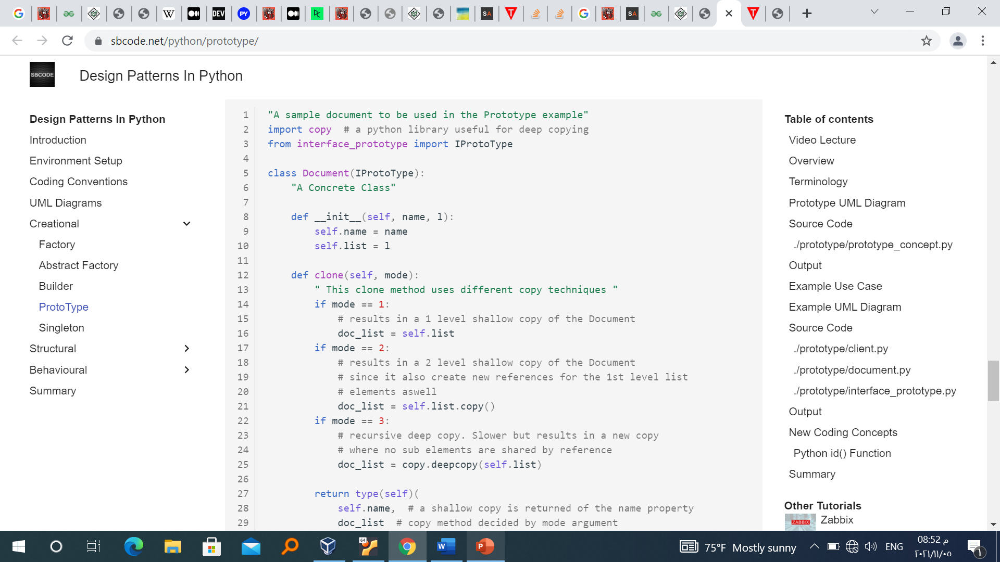 W
DEV
PY
SA
SA
sbcode.net/python/prototype/
SBCODE
Design Patterns In Python
Design Patterns In Python
Introduction
Environment Setup
Coding Conventions
UML Diagrams
Creational
Factory
Abstract Factory
Builder
ProtoType
Singleton
Structural
Behavioural
Summary
1 "A sample document to be used in the Prototype example"
2 import copy  # a python library useful for deep copying
3 from interface_prototype import IProtoType
4
5 class Document(IProtoType):
6     "A Concrete Class"
7
8     def __init__(self, name, l):
9         self.name = name
10         self.list = l
11
12     def clone(self, mode):
13         " This clone method uses different copy techniques "
14         if mode == 1:
15             # results in a 1 level shallow copy of the Document
16             doc_list = self.list
17         if mode == 2:
18             # results in a 2 level shallow copy of the Document
19             # since it also create new references for the 1st level list
20             # elements aswell
21             doc_list = self.list.copy()
22         if mode == 3:
23             # recursive deep copy. Slower but results in a new copy
24             # where no sub elements are shared by reference
25             doc_list = copy.deepcopy(self.list)
26
27         return type(self)(
28             self.name,  # a shallow copy is returned of the name property
29             doc_list  # copy method decided by mode argument
Table of contents
Video Lecture
Overview
Terminology
Prototype UML Diagram
Source Code
./prototype/prototype_concept.py
Output
Example Use Case
Example UML Diagram
Source Code
./prototype/client.py
./prototype/document.py
./prototype/interface_prototype.py
Output
New Coding Concepts
Python id() Function
Summary
Other Tutorials
ZABBIX
Zabbix
64
W
P
75°F Mostly sunny
ENG
08:52 م
٢٠٢١/١١/٠٥
١